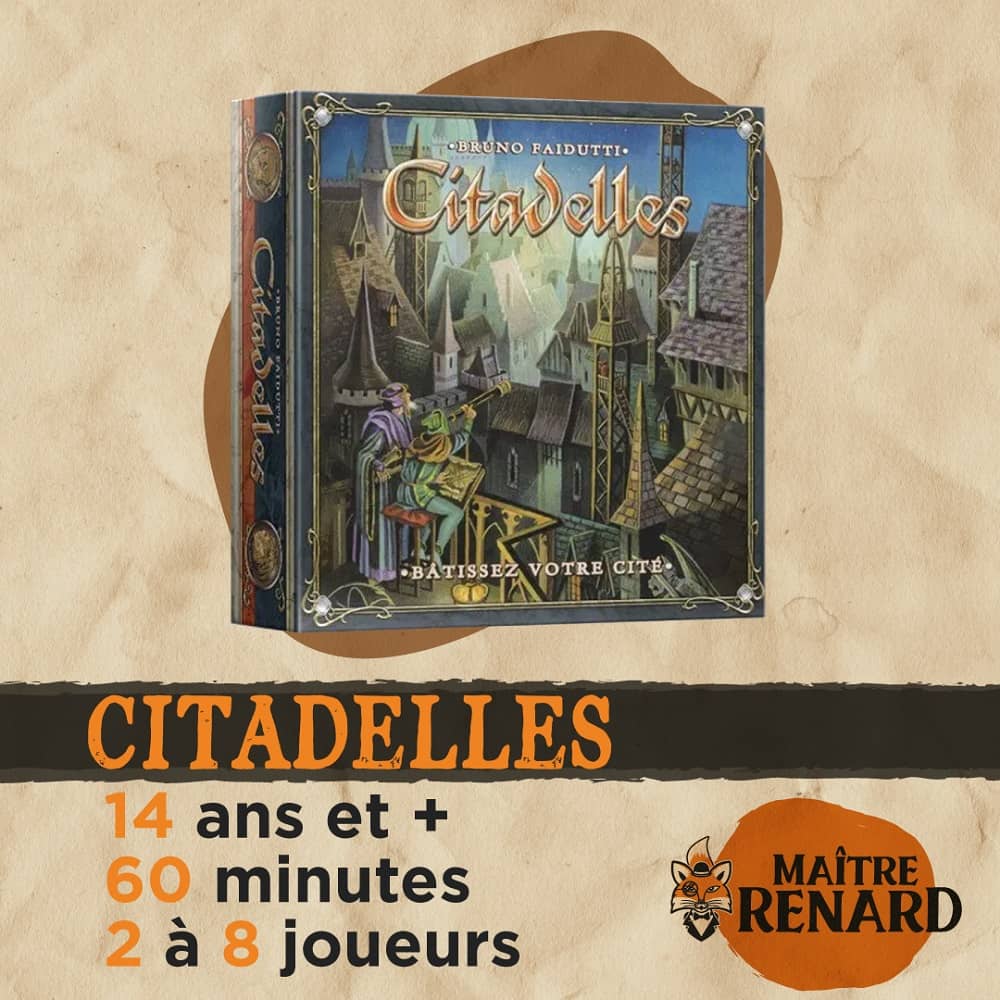 •BRUNO FAIDUTTI•
Citadelles
•BÂTISSEZ VOTRE CITÉ•
Citadelles
•BRUNO FAIDUTTI•
CITADELLES
14 ans et +
60 minutes
2 à 8 joueurs
MAÎTRE
RENARD